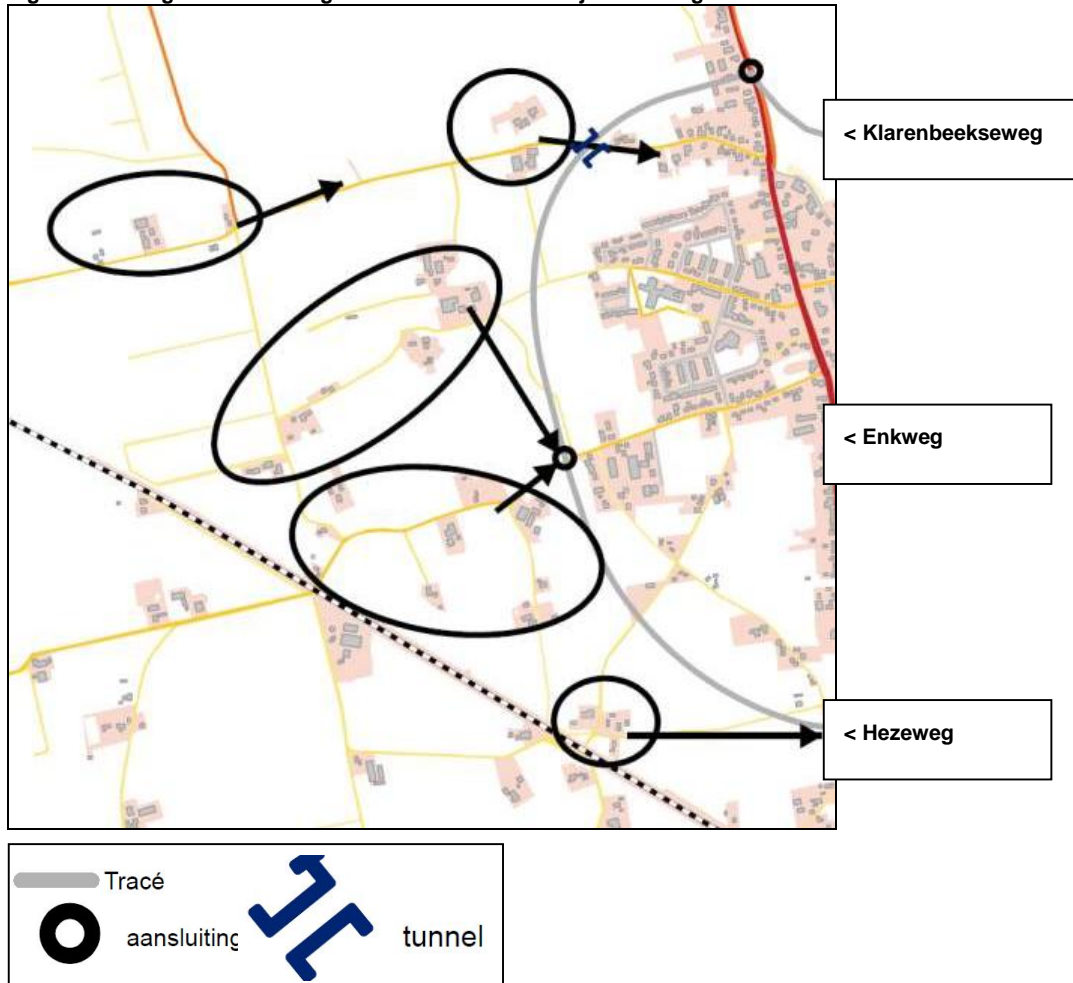 < Klarenbeekseweg
< Enkweg
< Hezeweg
Tracé
aansluiting
tunnel